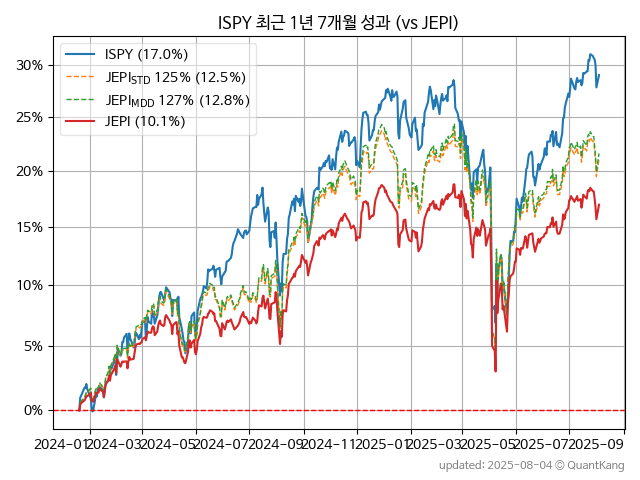 ISPY 최근 1년 7개월 성과 (vs JEPI)
ISPY (17.0%)
JEPI_STD 125% (12.5%)
JEPI_MDD 127% (12.8%)
JEPI (10.1%)
30%
25%
20%
15%
10%
5%
0%
2024-01 2024-03 2024-05 2024-07 2024-09 2024-11 2025-01 2025-03 2025-05 2025-07 2025-09
updated: 2025-08-04 © QuantKang